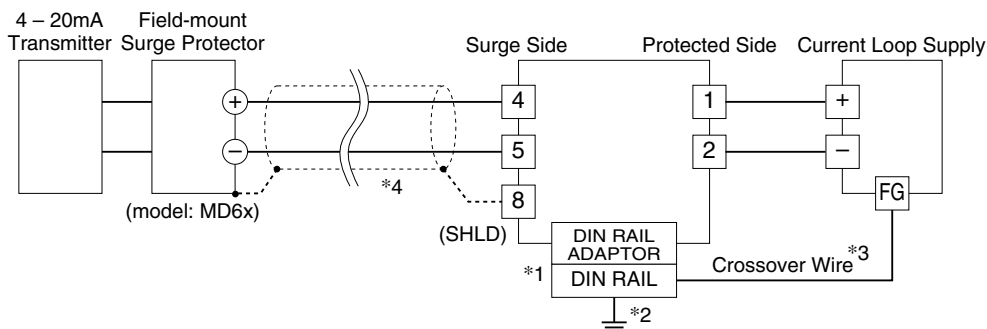 4 – 20mA
Transmitter
Field-mount
Surge Protector
Surge Side
Protected Side
Current Loop Supply
+
–
4
5
8
1
2
+
–
FG
*4
(model: MD6x)
(SHLD)
DIN RAIL
ADAPTOR
*1
DIN RAIL
Crossover Wire*3
*2